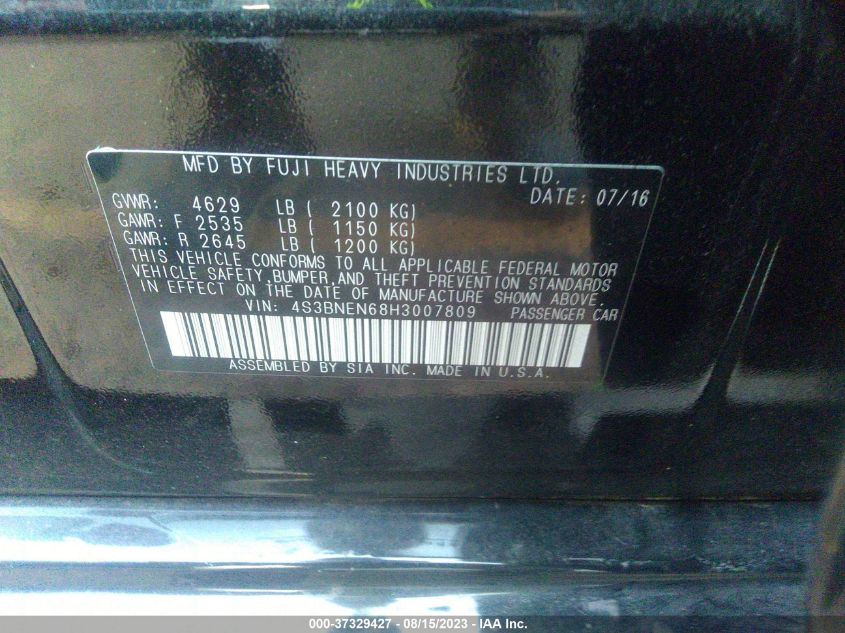 MFD BY FUJI HEAVY INDUSTRIES LTD.
DATE: 07/16
GVWR: 4629 LB ( 2100 KG)
GAWR: F 2535 LB ( 1150 KG)
GAWR: R 2645 LB ( 1200 KG)
THIS VEHICLE CONFORMS TO ALL APPLICABLE FEDERAL MOTOR
VEHICLE SAFETY, BUMPER, AND THEFT PREVENTION STANDARDS
IN EFFECT ON THE DATE OF MANUFACTURE SHOWN ABOVE.
VIN: 4S3BNEN68H3007809 PASSENGER CAR
ASSEMBLED BY SIA INC. MADE IN U.S.A.
000-37329427 - 08/15/2023 - IAA Inc.